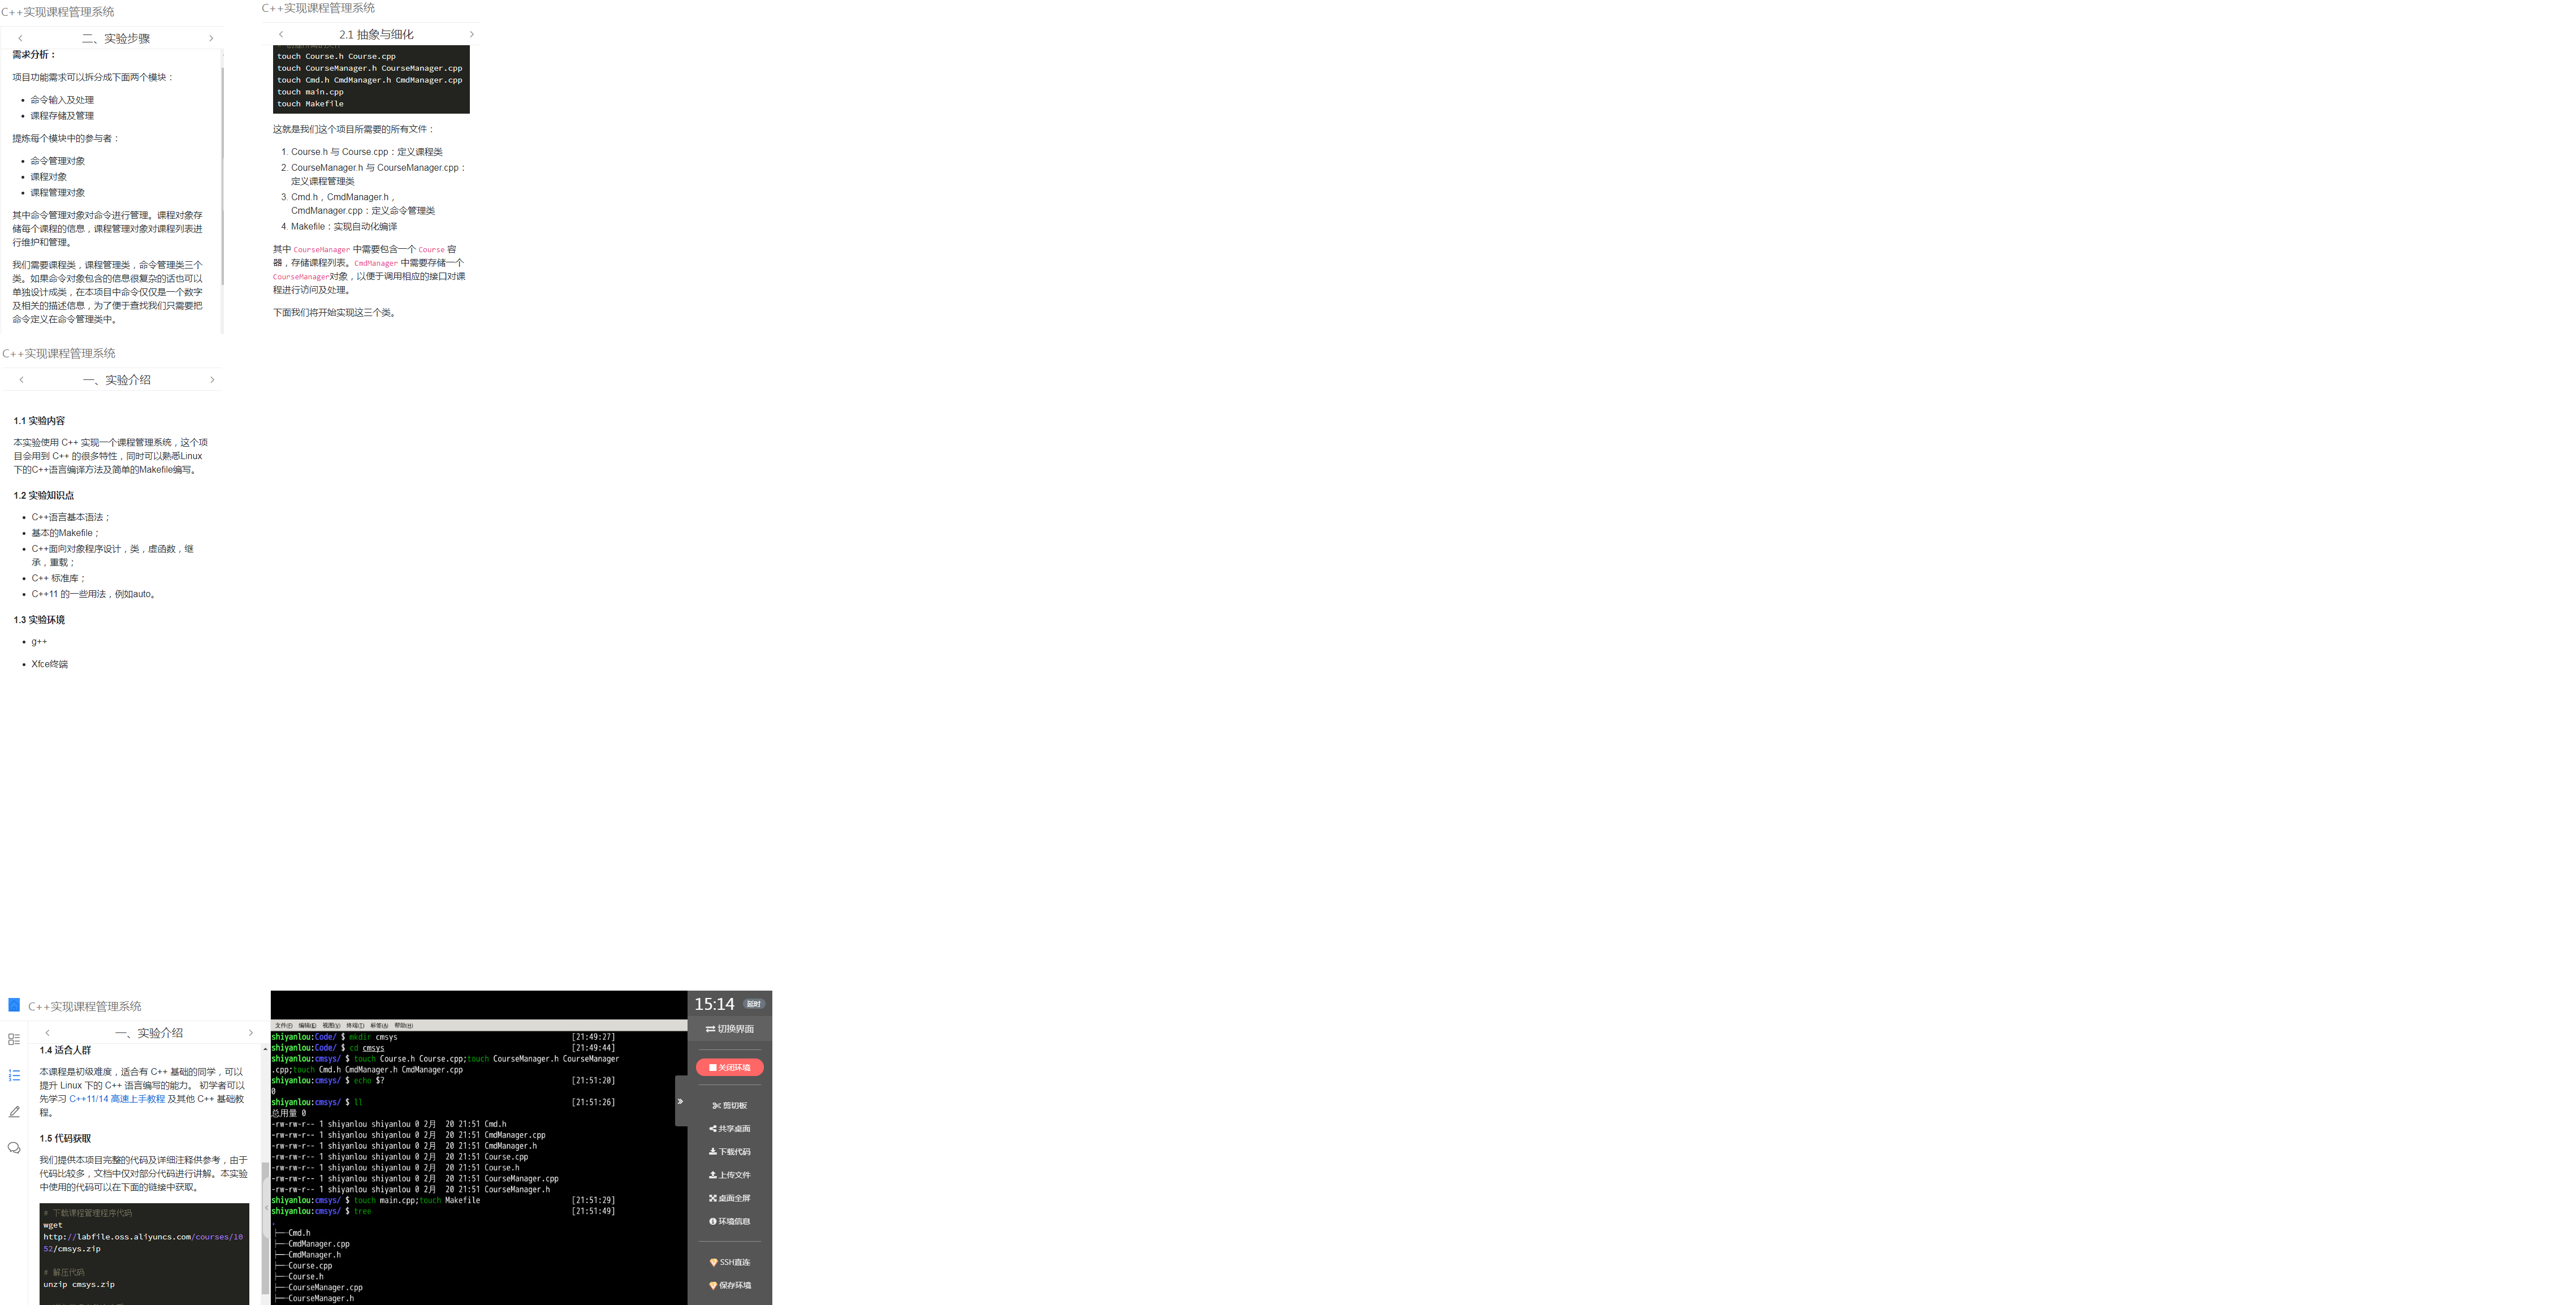 C++实现课程管理系统
二、实验步骤
需求分析：
项目功能需求可以拆分成下面两个模块：
命令输入及处理
课程存储及管理
提炼每个模块中的参与者：
命令管理对象
课程对象
课程管理对象
其中命令管理对象对命令进行管理。课程对象存
储每个课程的信息，课程管理对象对课程列表进
行维护和管理。
我们需要课程类，课程管理类，命令管理类三个
类。如果命令对象包含的信息很复杂的话也可以
单独设计成类，在本项目中命令仅仅是一个数字
及相关的描述信息，为了便于查找我们只需要把
命令定义在命令管理类中。
C++实现课程管理系统
2.1 抽象与细化
touch Course.h Course.cpp
touch CourseManager.h CourseManager.cpp
touch Cmd.h CmdManager.h CmdManager.cpp
touch main.cpp
touch Makefile
这就是我们这个项目所需要的所有文件：
1. Course.h 与 Course.cpp：定义课程类
2. CourseManager.h 与 CourseManager.cpp：
定义课程管理类
3. Cmd.h，CmdManager.h，
CmdManager.cpp：定义命令管理类
4. Makefile：实现自动化编译
其中 CourseManager 中需要包含一个 Course 容
器，存储课程列表。CmdManager 中需要存储一个
CourseManager对象，以便于调用相应的接口对课
程进行访问及处理。
下面我们将开始实现这三个类。
C++实现课程管理系统
一、实验介绍
1.1 实验内容
本实验使用 C++ 实现一个课程管理系统，这个项
目会用到 C++ 的很多特性，同时可以熟悉Linux
下的C++语言编译方法及简单的Makefile编写。
1.2 实验知识点
C++语言基本语法；
基本的Makefile；
C++面向对象程序设计，类，虚函数，继
承，重载；
C++ 标准库；
C++11 的一些用法，例如auto。
1.3 实验环境
g++
Xfce终端
C++实现课程管理系统
一、实验介绍
1.4 适合人群
本课程是初级难度，适合有 C++ 基础的同学，可以
提升 Linux 下的 C++ 语言编写的能力。 初学者可以
先学习 C++11/14 高速上手教程 及其他 C++ 基础教
程。
1.5 代码获取
我们提供本项目完整的代码及详细注释供参考，由于
代码比较多，文档中仅对部分代码进行讲解。本实验
中使用的代码可以在下面的链接中获取。
# 下载课程管理程序代码
wget
http://labfile.oss.aliyuncs.com/courses/10
52/cmsys.zip
# 解压代码
unzip cmsys.zip
文件(F) 编辑(E) 视图(V) 终端(T) 标签(A) 帮助(H)
shiyanlou:Code/ $ mkdir cmsys [21:49:27]
shiyanlou:Code/ $ cd cmsys [21:49:44]
shiyanlou:cmsys/ $ touch Course.h Course.cpp;touch CourseManager.h CourseManager
.cpp;touch Cmd.h CmdManager.h CmdManager.cpp
shiyanlou:cmsys/ $ echo $? [21:51:20]
0
shiyanlou:cmsys/ $ ll [21:51:26]
总用量 0
-rw-rw-r-- 1 shiyanlou shiyanlou 0 2月  20 21:51 Cmd.h
-rw-rw-r-- 1 shiyanlou shiyanlou 0 2月  20 21:51 CmdManager.cpp
-rw-rw-r-- 1 shiyanlou shiyanlou 0 2月  20 21:51 CmdManager.h
-rw-rw-r-- 1 shiyanlou shiyanlou 0 2月  20 21:51 Course.cpp
-rw-rw-r-- 1 shiyanlou shiyanlou 0 2月  20 21:51 Course.h
-rw-rw-r-- 1 shiyanlou shiyanlou 0 2月  20 21:51 CourseManager.cpp
-rw-rw-r-- 1 shiyanlou shiyanlou 0 2月  20 21:51 CourseManager.h
shiyanlou:cmsys/ $ touch main.cpp;touch Makefile [21:51:29]
shiyanlou:cmsys/ $ tree [21:51:49]
.
├──Cmd.h
├──CmdManager.cpp
├──CmdManager.h
├──Course.cpp
├──Course.h
├──CourseManager.cpp
├──CourseManager.h
15:14 延时
切换界面
关闭环境
剪切板
共享桌面
下载代码
上传文件
桌面全屏
环境信息
SSH直连
保存环境